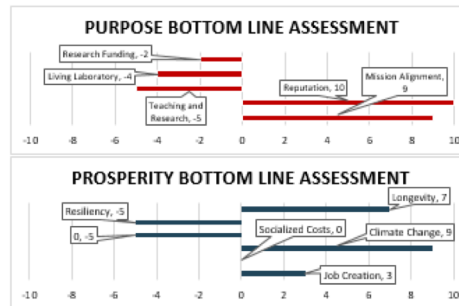 PURPOSE BOTTOM LINE ASSESSMENT
Research Funding, -2
Living Laboratory, -4
Teaching and
Research, -5
Reputation, 10
Mission Alignment,
9
-10 -8 -6 -4 -2 0 2 4 6 8 10
PROSPERITY BOTTOM LINE ASSESSMENT
Longevity, 7
Resiliency, -5
0, -5
Socialized Costs, 0
Climate Change, 9
Job Creation, 3
-10 -8 -6 -4 -2 0 2 4 6 8 10